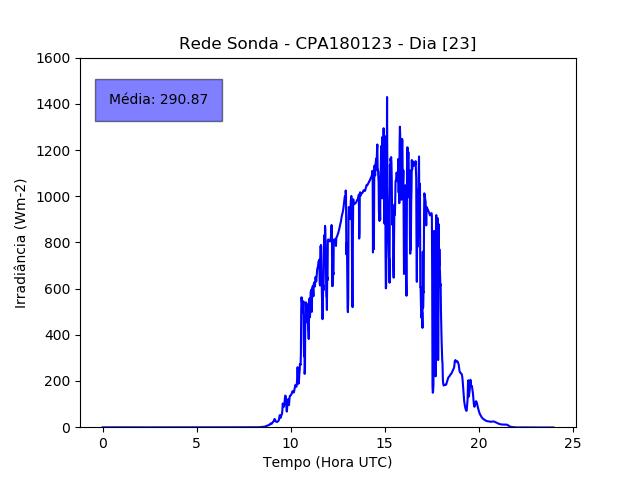 Rede Sonda - CPA180123 - Dia [23]
1600
1400
1200
1000
800
600
400
200
0
Irradiância (Wm-2)
Média: 290.87
0 5 10 15 20 25
Tempo (Hora UTC)